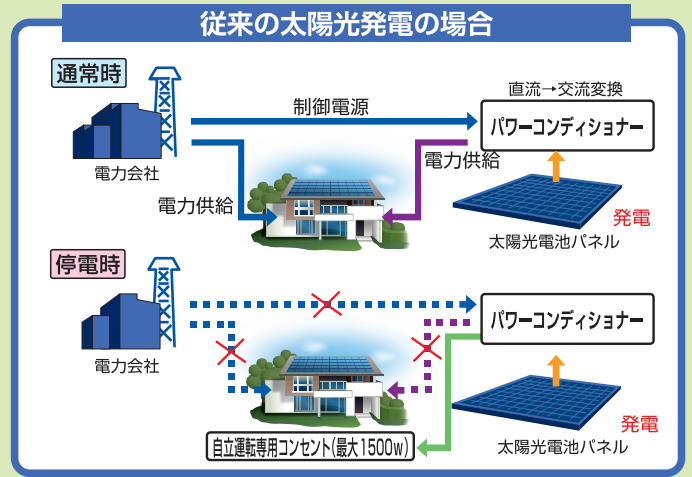 従来の太陽光発電の場合
通常時
直流→交流変換
制御電源
パワーコンディショナー
電力会社
電力供給
電力供給
発電
太陽光電池パネル
停電時
パワーコンディショナー
電力会社
発電
自立運転専用コンセント(最大1500w)
太陽光電池パネル